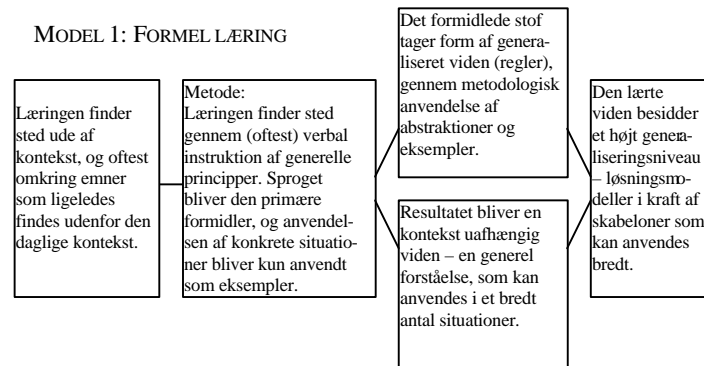 MODEL 1: FORMEL LÆRING
Læringen finder
sted ude af
kontekst, og oftest
omkring emner
som ligeledes
findes udenfor den
daglige kontekst.
Metode:
Læringen finder sted
gennem (oftest) verbal
instruktion af generelle
principper. Sproget
bliver den primære
formidler, og anvendel-
sen af konkrete situatio-
ner bliver kun anvendt
som eksempler.
Det formidlede stof
tager form af genera-
liseret viden (regler),
gennem metodologisk
anvendelse af
abstraktioner og
eksempler.
Resultatet bliver en
kontekst uafhængig
viden – en generel
forståelse, som kan
anvendes i et bredt
antal situationer.
Den lærte
viden besidder
et højt genera-
liseringsniveau
– løsningsmo-
deller i kraft af
skabeloner som
kan anvendes
bredt.